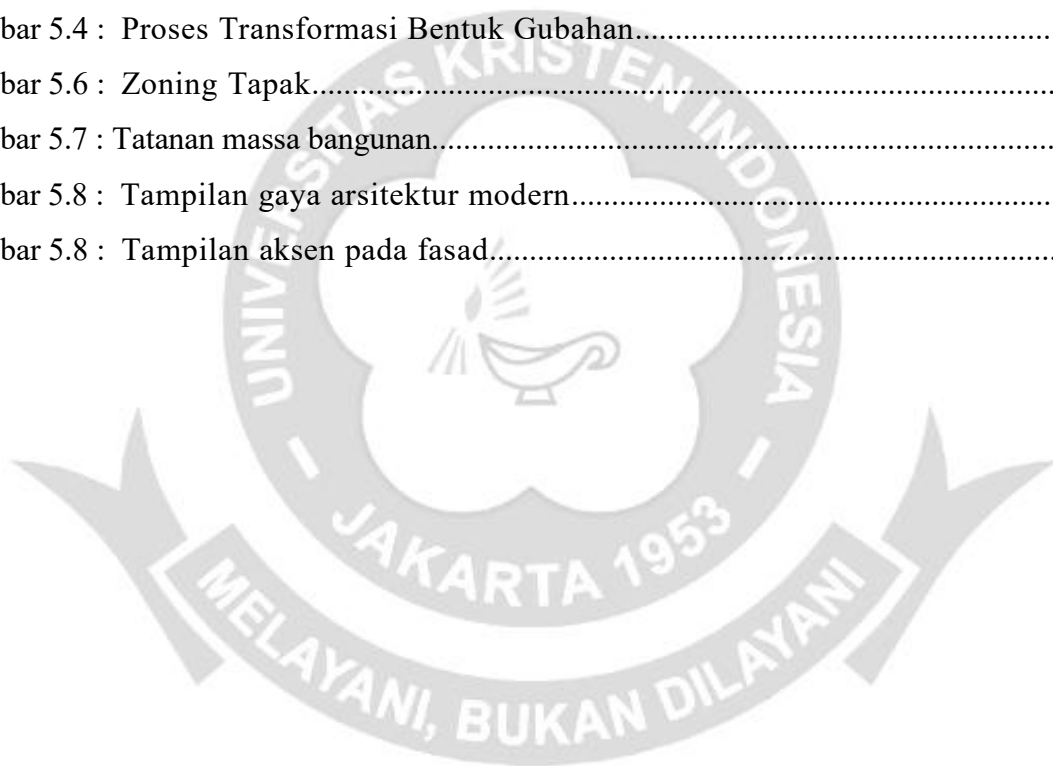 bar 5.4 :  Proses Transformasi Bentuk Gubahan..................................................
bar 5.6 :  Zoning Tapak..........................................................................................
bar 5.7 : Tatanan massa bangunan...........................................................................
bar 5.8 :  Tampilan gaya arsitektur modern..........................................................
bar 5.8 :  Tampilan aksen pada fasad....................................................................
UNIVERSITAS KRISTEN INDONESIA
- JAKARTA 1953 -
MELAYANI, BUKAN DILAYANI